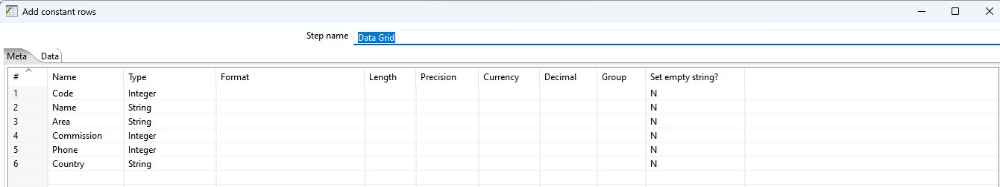 Add constant rows
Step name Data Grid
Meta Data
# Name Type Format Length Precision Currency Decimal Group Set empty string?
1 Code Integer N
2 Name String N
3 Area String N
4 Commission Integer N
5 Phone Integer N
6 Country String N